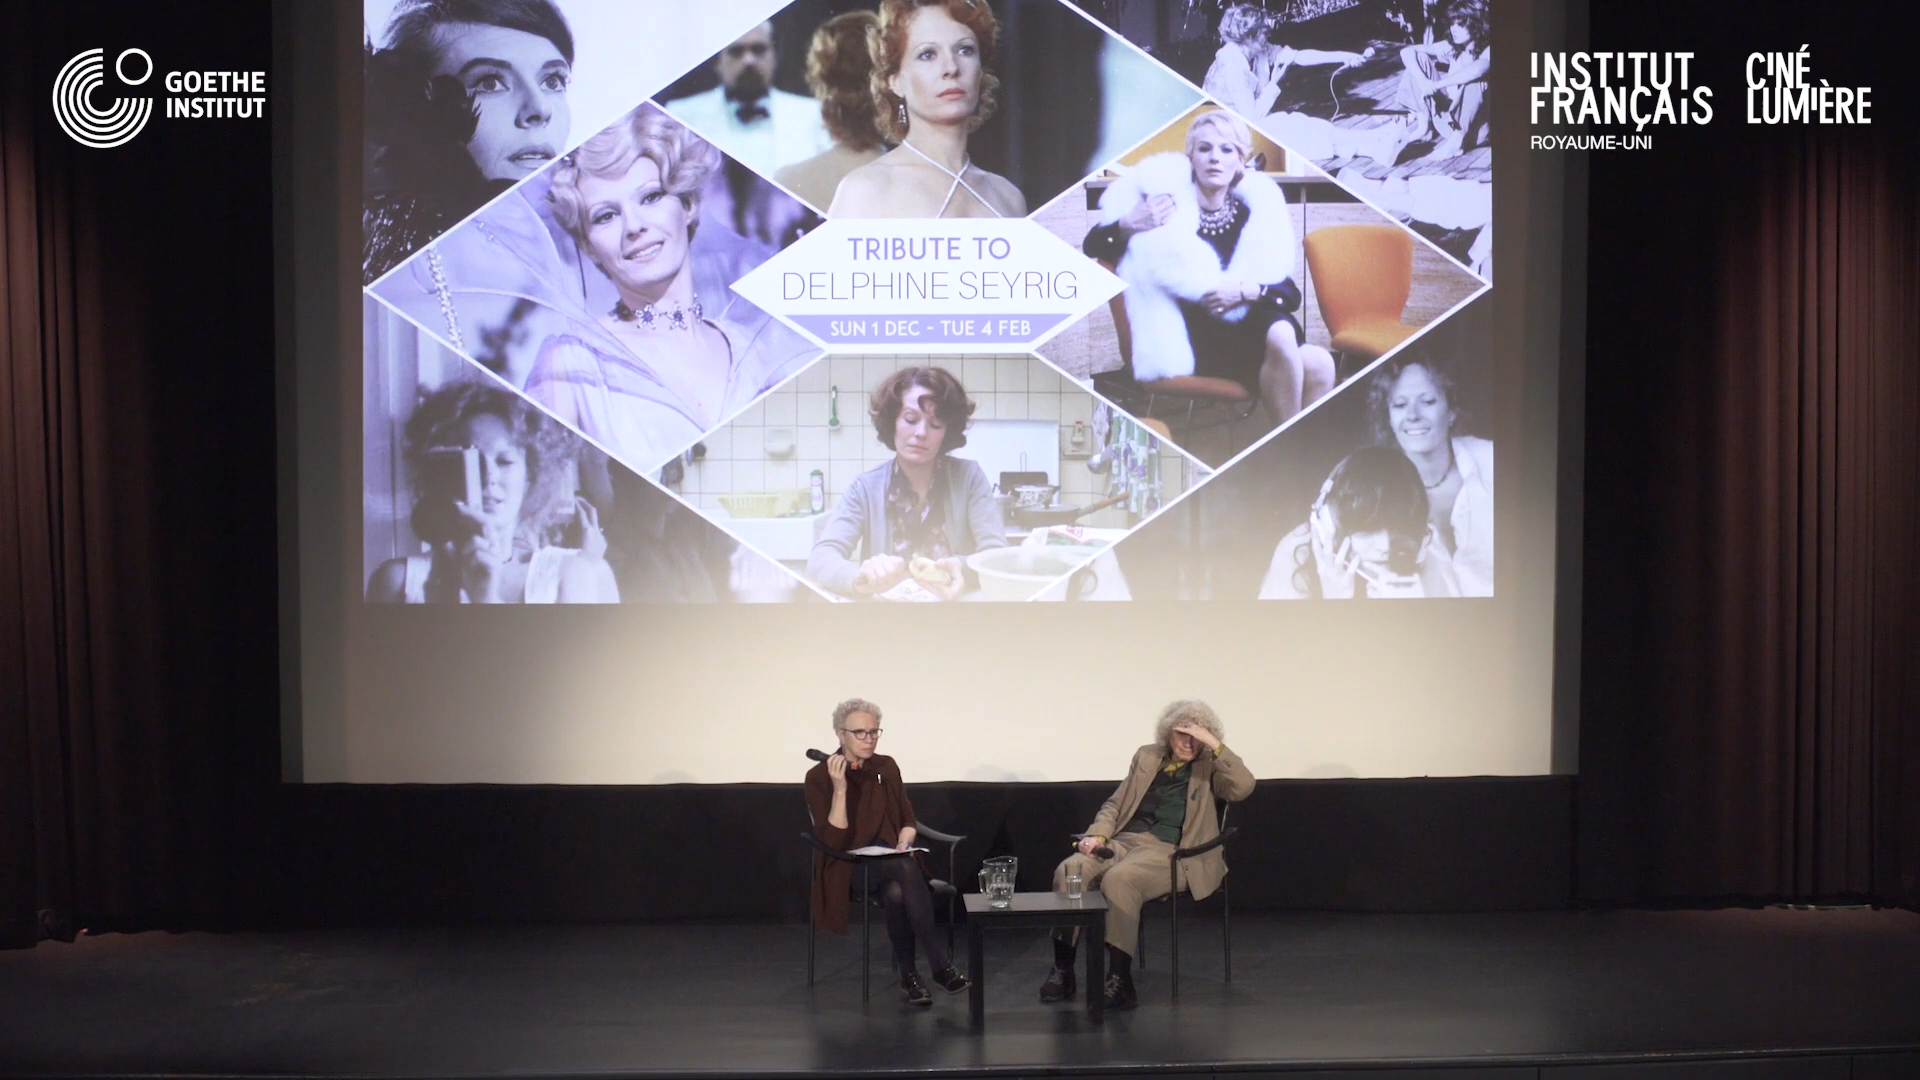 GOETHE
INSTITUT
INSTITUT
FRANÇAIS
ROYAUME-UNI
CINÉ
LUMIÈRE
TRIBUTE TO
DELPHINE SEYRIG
SUN 1 DEC - TUE 4 FEB